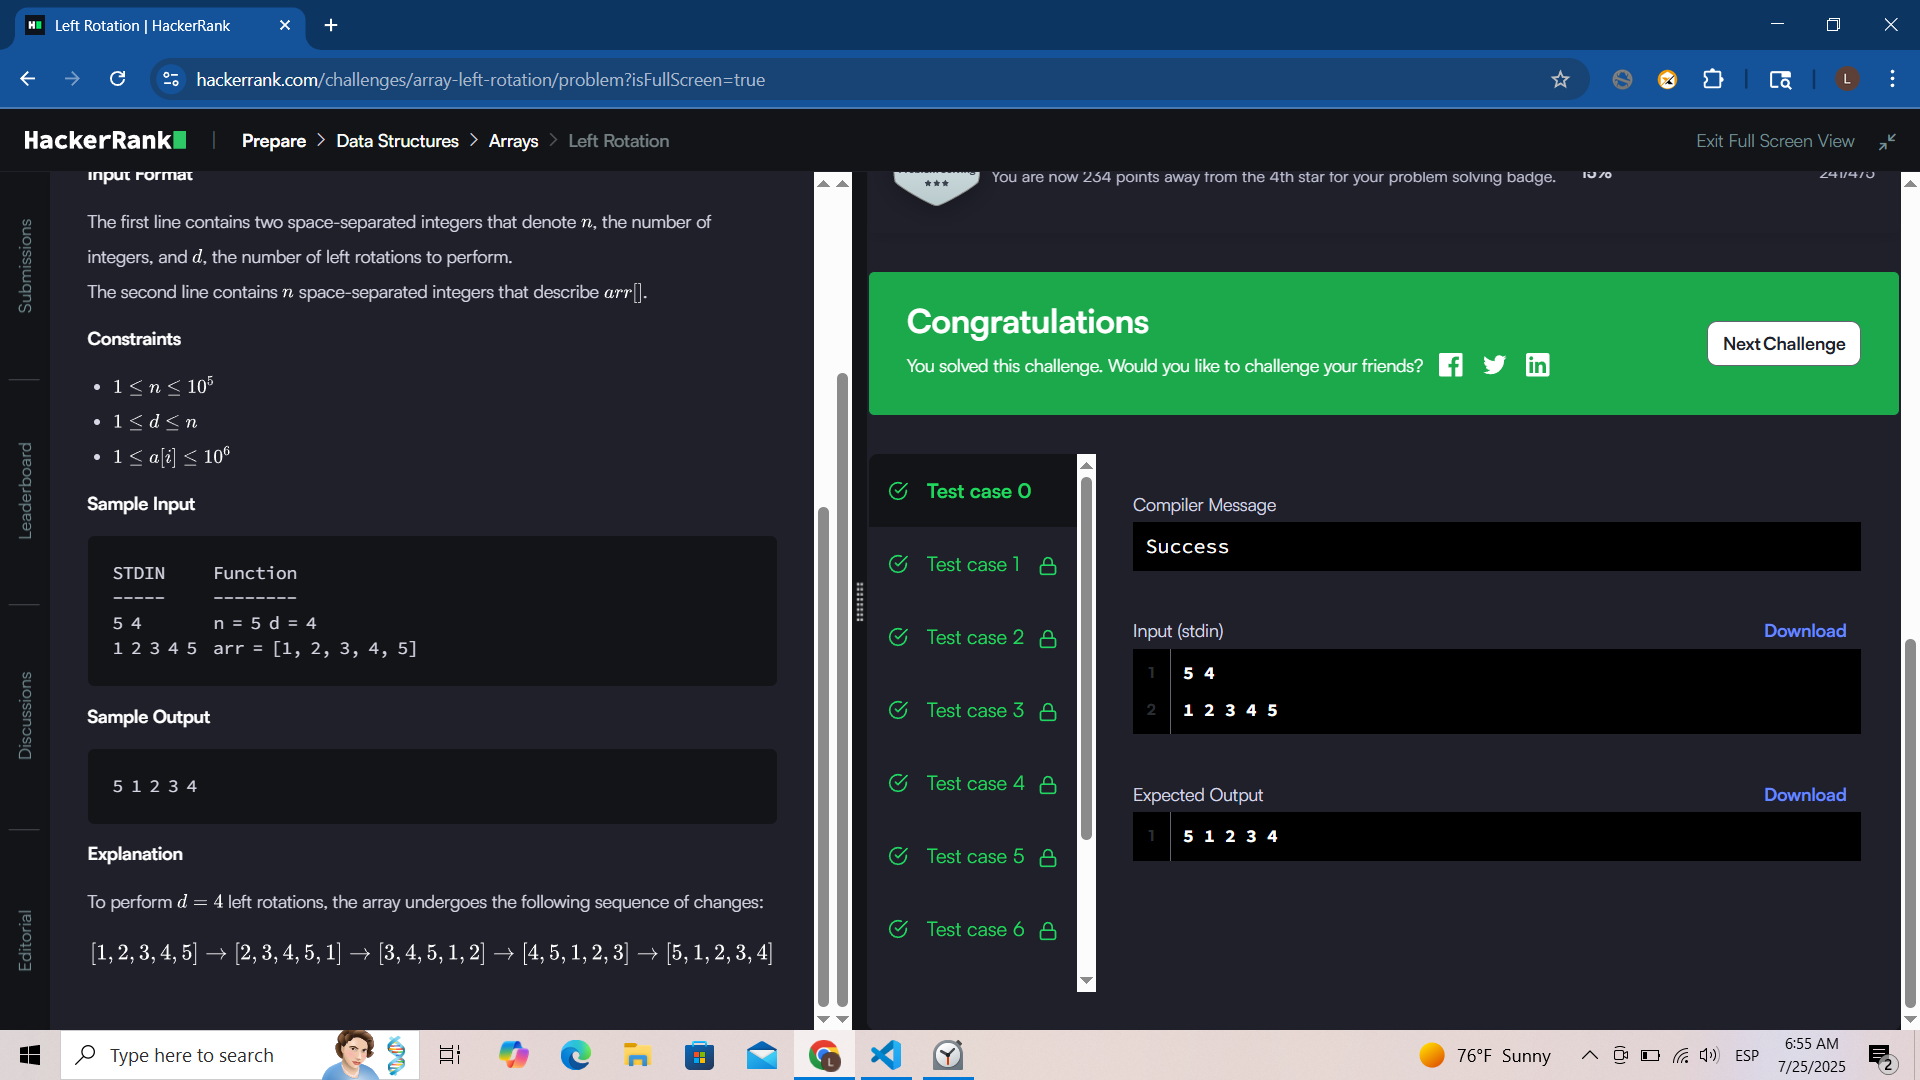 Left Rotation | HackerRank
hackerrank.com/challenges/array-left-rotation/problem?isFullScreen=true
L
HackerRank
Prepare > Data Structures > Arrays > Left Rotation
Exit Full Screen View
Submissions
Leaderboard
Discussions
Editorial
Input Format
The first line contains two space-separated integers that denote n, the number of
integers, and d, the number of left rotations to perform.
The second line contains n space-separated integers that describe arr[].
Constraints
• 1 ≤ n ≤ 10^5
• 1 ≤ d ≤ n
• 1 ≤ a[i] ≤ 10^6
Sample Input
STDIN Function
----- --------
5 4 n = 5 d = 4
1 2 3 4 5 arr = [1, 2, 3, 4, 5]
Sample Output
5 1 2 3 4
Explanation
To perform d = 4 left rotations, the array undergoes the following sequence of changes:
[1, 2, 3, 4, 5] → [2, 3, 4, 5, 1] → [3, 4, 5, 1, 2] → [4, 5, 1, 2, 3] → [5, 1, 2, 3, 4]
You are now 234 points away from the 4th star for your problem solving badge.
15%
241/475
Congratulations
You solved this challenge. Would you like to challenge your friends?
Next Challenge
Test case 0
Test case 1
Test case 2
Test case 3
Test case 4
Test case 5
Test case 6
Compiler Message
Success
Input (stdin)
Download
1 5 4
2 1 2 3 4 5
Expected Output
Download
1 5 1 2 3 4
Type here to search
L
76°F Sunny
ESP
6:55 AM
7/25/2025
2